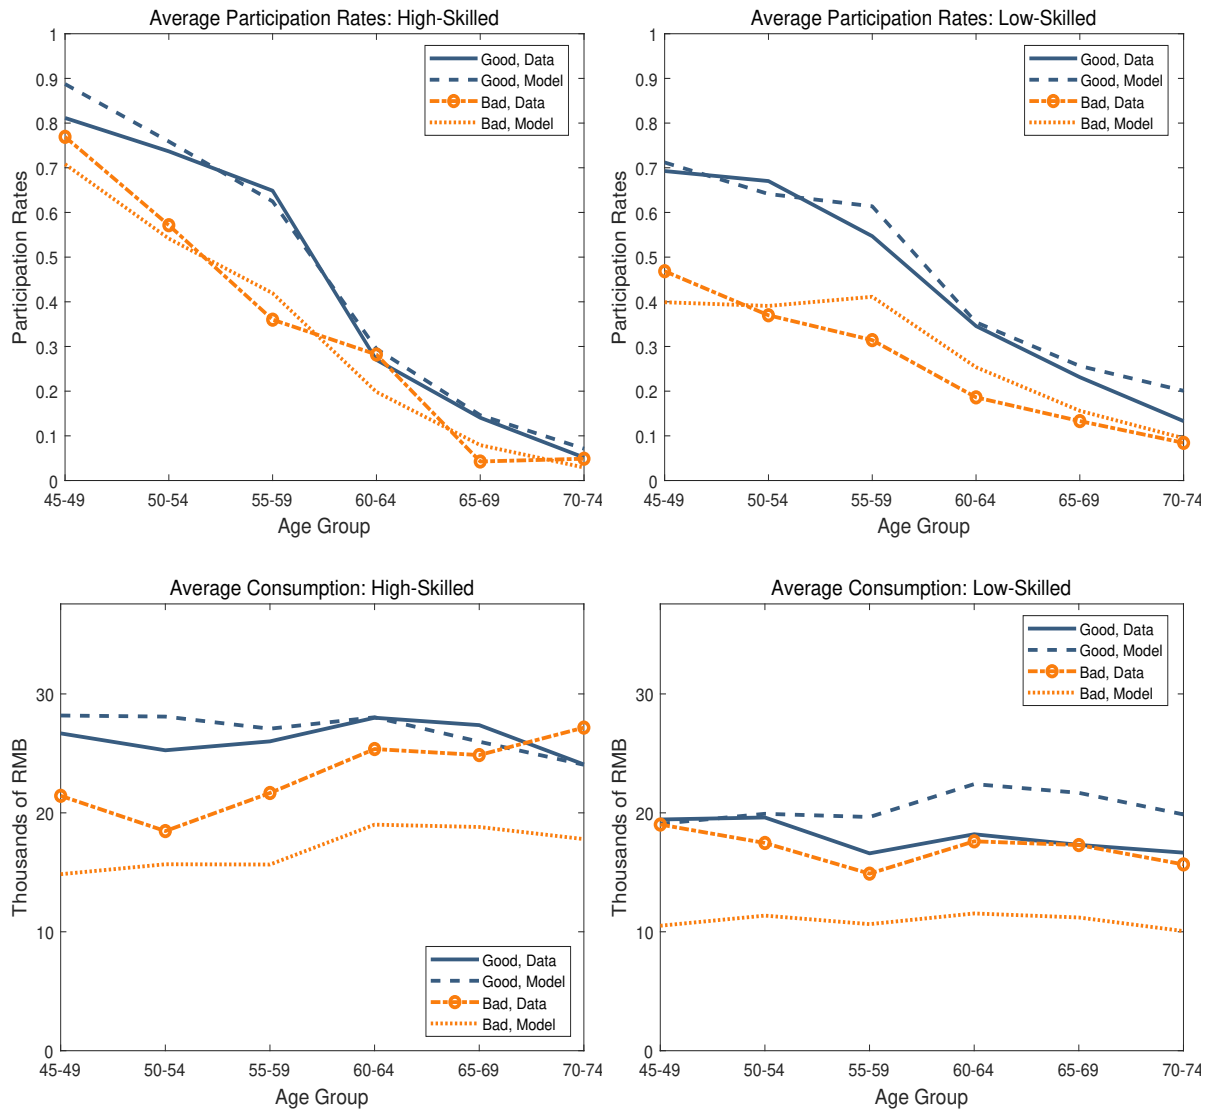 Average Participation Rates: High-Skilled
1
0.9
0.8
0.7
0.6
0.5
0.4
0.3
0.2
0.1
0
Participation Rates
Good, Data
Good, Model
Bad, Data
Bad, Model
45-49 50-54 55-59 60-64 65-69 70-74
Age Group
Average Participation Rates: Low-Skilled
1
0.9
0.8
0.7
0.6
0.5
0.4
0.3
0.2
0.1
0
Participation Rates
Good, Data
Good, Model
Bad, Data
Bad, Model
45-49 50-54 55-59 60-64 65-69 70-74
Age Group
Average Consumption: High-Skilled
30
20
10
0
Thousands of RMB
Good, Data
Good, Model
Bad, Data
Bad, Model
45-49 50-54 55-59 60-64 65-69 70-74
Age Group
Average Consumption: Low-Skilled
30
20
10
0
Thousands of RMB
Good, Data
Good, Model
Bad, Data
Bad, Model
45-49 50-54 55-59 60-64 65-69 70-74
Age Group